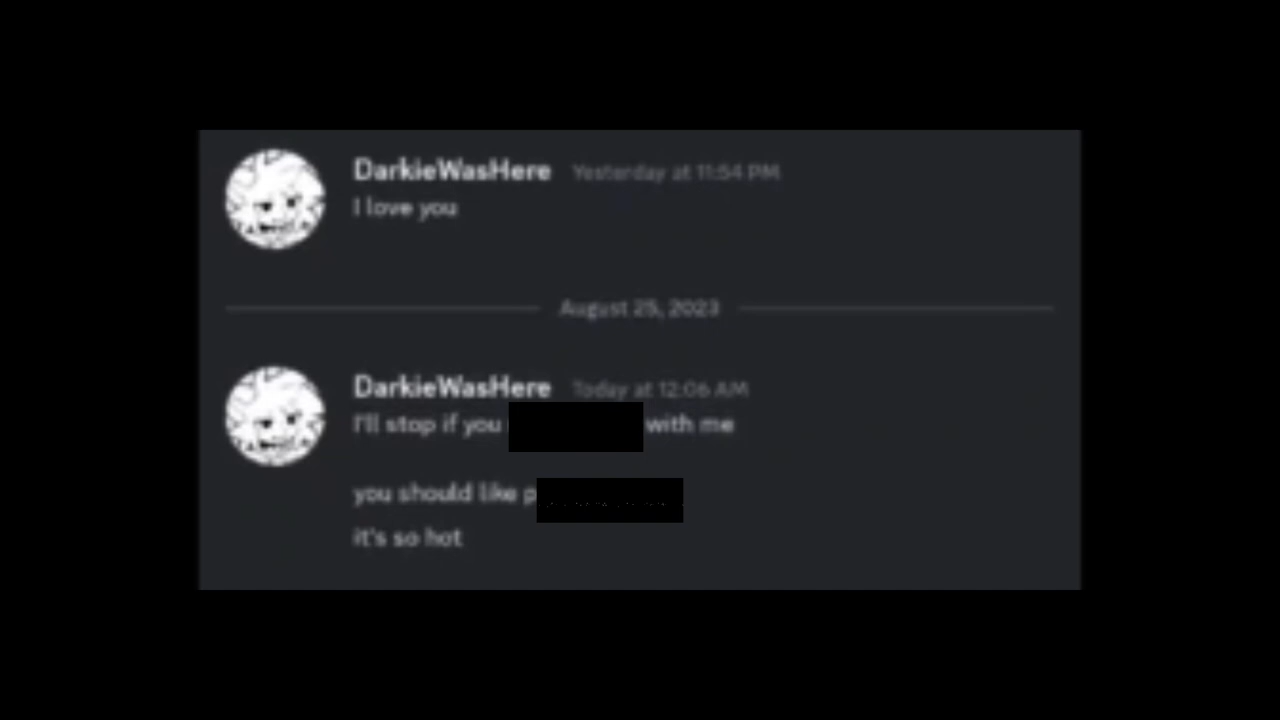 DarkieWasHere Yesterday at 11:54 PM
I love you
August 25, 2023
DarkieWasHere Today at 12:06 AM
I'll stop if you with me
you should like p
it's so hot